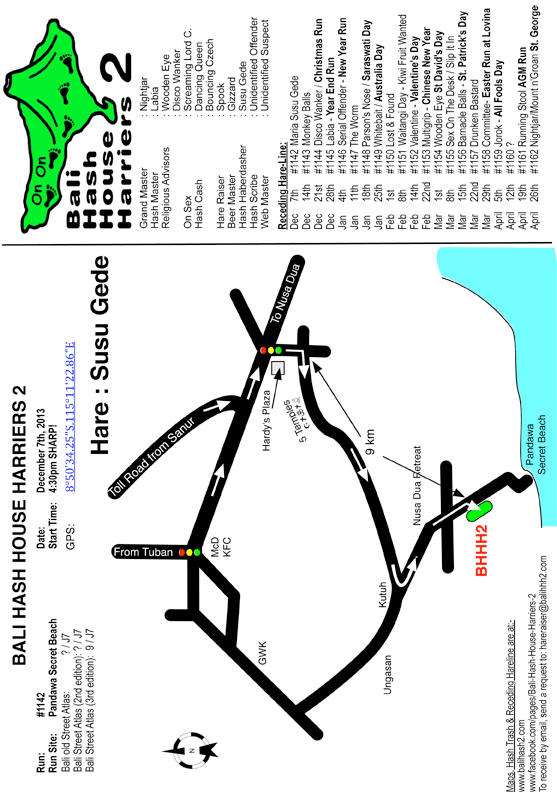 BALI HASH HOUSE HARRIERS 2
Run: #1142
Run Site: Pandawa Secret Beach
Bali old Street Atlas: ? / J7
Bali Street Atlas (2nd edition): ? / J7
Bali Street Atlas (3rd edition): 9 / J7
Date: December 7th, 2013
Start Time: 4:30pm SHARP!
GPS: 8°50'34.25"S,115°11'22.86"E
Hare : Susu Gede
N
From Tuban
McD
KFC
GWK
Toll Road from Sanur
To Nusa Dua
Hardy's Plaza
5 Temples
9 km
Ungasan
Kutuh
Nusa Dua Retreat
BHHH2
Pandawa
Secret Beach
Maps, Hash Trash & Receding Hareline are at:-
www.balihash2.com
www.facebook.com/pages/Bali-Hash-House-Harriers-2
To receive by email, send a request to: hareraiser@balihhh2.com
On On
Bali
Hash
House
Harriers 2
Grand Master : Nightjar
Hash Master : Labia
Religious Advisors : Wooden Eye
Disco Wanker
On Sex : Screaming Lord C.
Hash Cash : Dancing Queen
: Bouncing Czech
Hare Raiser : Spook
Beer Master : Gizzard
Hash Haberdasher : Susu Gede
Hash Scribe : Unidentified Offender
Web Master : Unidentified Suspect
Receding Hare-Line:
Dec 7th #1142 Maria Susu Gede
Dec 14th #1143 Monkey Balls
Dec 21st #1144 Disco Wanker / Christmas Run
Dec 28th #1145 Labia - Year End Run
Jan 4th #1146 Serial Offender - New Year Run
Jan 11th #1147 The Worm
Jan 18th #1148 Parson's Nose / Saraswati Day
Jan 25th #1149 Whitebait / Australia Day
Feb 1st #1150 Lost & Found
Feb 8th #1151 Waitangi Day - Kiwi Fruit Wanted
Feb 14th #1152 Valentine - Valentine's Day
Feb 22nd #1153 Multigrip - Chinese New Year
Mar 1st #1154 Wooden Eye St David's Day
Mar 8th #1155 Sex On The Desk / Slip It In
Mar 15th #1156 Barnacle Balls - St. Patrick's Day
Mar 22nd #1157 Drunken Bastard
Mar 29th #1158 Committee- Easter Run at Lovina
April 5th #1159 Jorok - All Fools Day
April 12th #1160 ?
April 19th #1161 Running Stool AGM Run
April 26th #1162 Nightjar/Mount n'Groan St. George